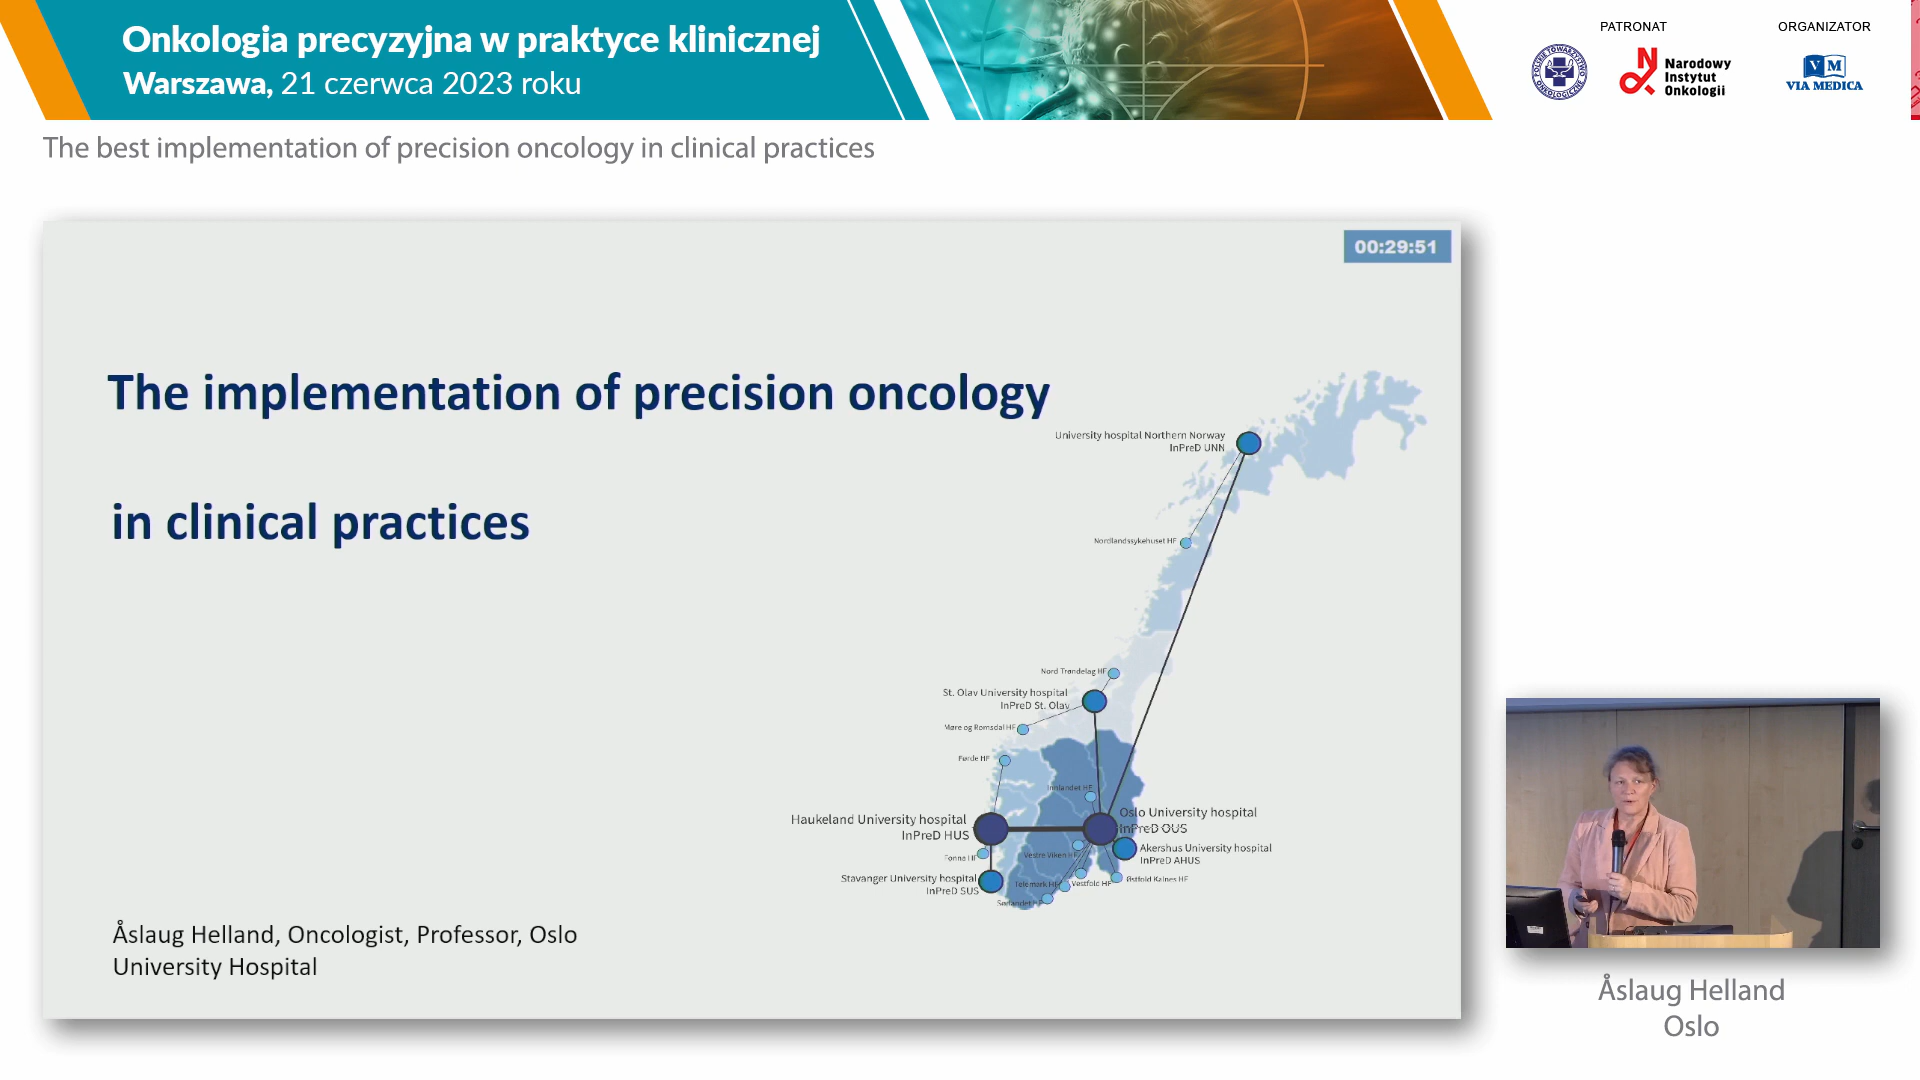 Onkologia precyzyjna w praktyce klinicznej
Warszawa, 21 czerwca 2023 roku
PATRONAT
ORGANIZATOR
POLSKIE TOWARZYSTWO ONKOLOGICZNE
Narodowy
Instytut
Onkologii
VM
VIA MEDICA
The best implementation of precision oncology in clinical practices
00:29:51
The implementation of precision oncology
in clinical practices
University hospital Northern Norway
InPreD UNN
Nordlandssykehuset HF
Nord Trøndelag HF
St. Olav University hospital
InPreD St. Olav
Møre og Romsdal HF
Førde HF
Innlandet HF
Haukeland University hospital
InPreD HUS
Oslo University hospital
InPreD OUS
Akershus University hospital
InPreD AHUS
Fonna HF
Vestre Viken HF
Stavanger University hospital
InPreD SUS
Telemark HF
Vestfold HF
Østfold Kalnes HF
Sørlandet HF
Åslaug Helland, Oncologist, Professor, Oslo
University Hospital
Åslaug Helland
Oslo